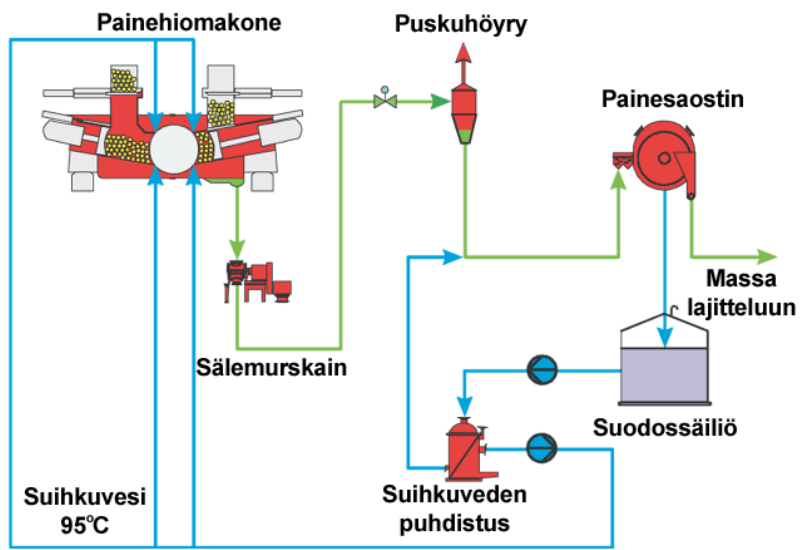 Painehiomakone
Puskuhöyry
Painesaostin
Massa
lajitteluun
Sälemurskain
Suodossäiliö
Suihkuveden
puhdistus
Suihkuvesi
95°C